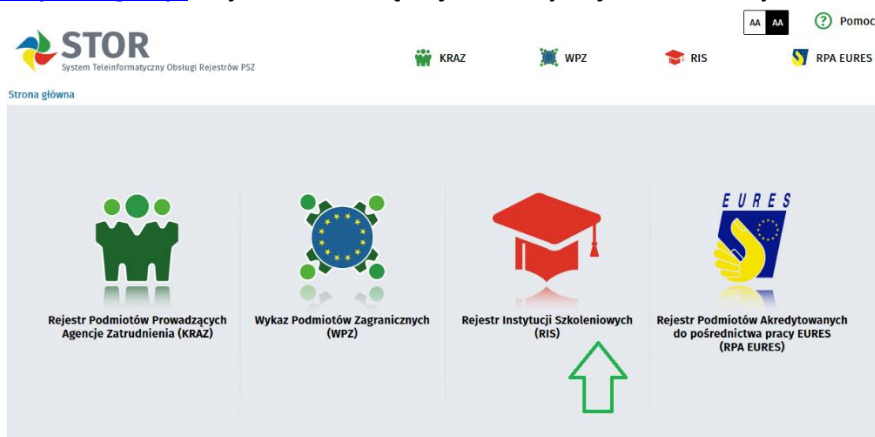 AA AA Pomoc
STOR
System Teleinformatyczny Obsługi Rejestrów PSZ
KRAZ WPZ RIS RPA EURES
Strona główna
EURES
Rejestr Podmiotów Prowadzących
Agencje Zatrudnienia (KRAZ)
Wykaz Podmiotów Zagranicznych
(WPZ)
Rejestr Instytucji Szkoleniowych
(RIS)
Rejestr Podmiotów Akredytowanych
do pośrednictwa pracy EURES
(RPA EURES)